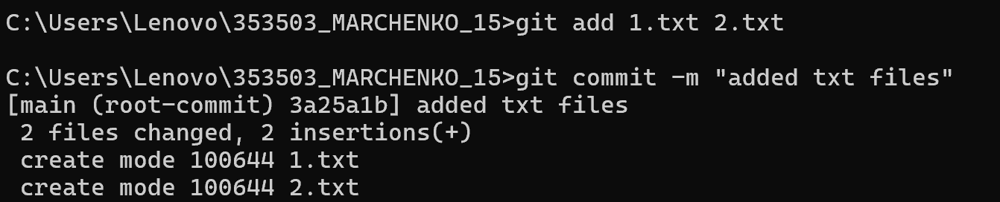 C:\Users\Lenovo\353503_MARCHENKO_15>git add 1.txt 2.txt
C:\Users\Lenovo\353503_MARCHENKO_15>git commit -m "added txt files"
[main (root-commit) 3a25a1b] added txt files
2 files changed, 2 insertions(+)
create mode 100644 1.txt
create mode 100644 2.txt